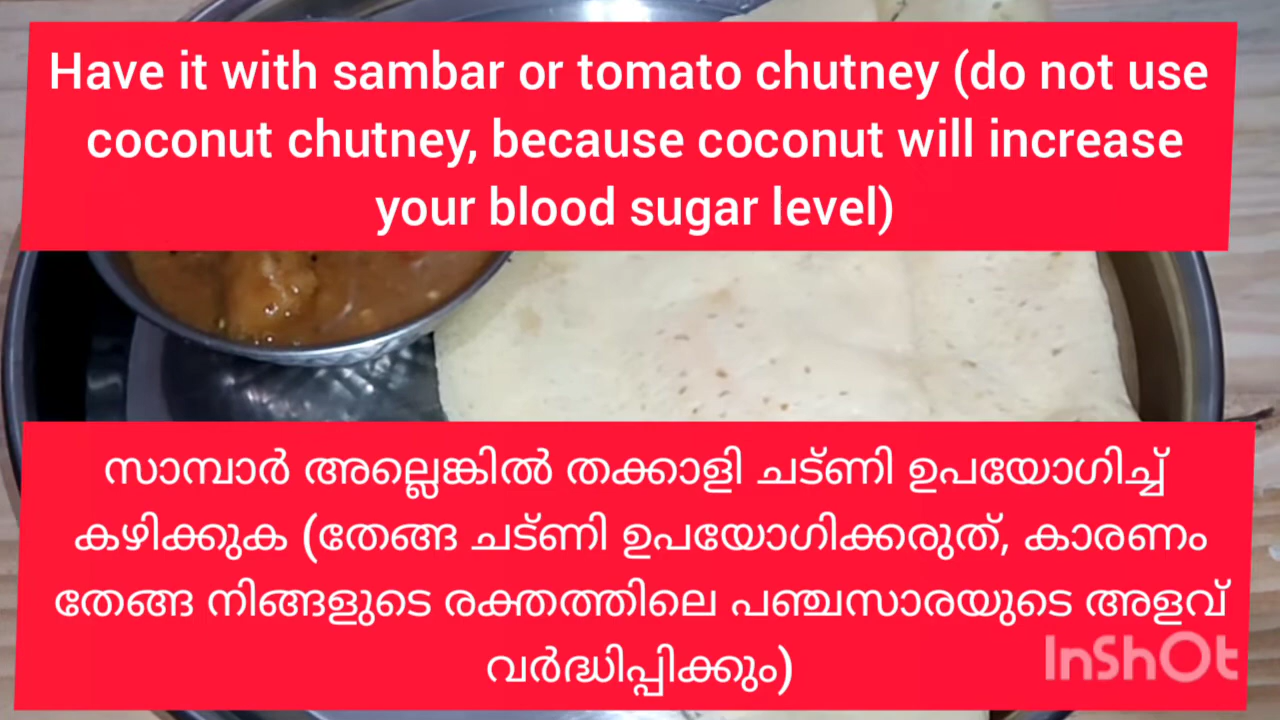 Have it with sambar or tomato chutney (do not use
coconut chutney, because coconut will increase
your blood sugar level)
സാമ്പാർ അല്ലെങ്കിൽ തക്കാളി ചട്ണി ഉപയോഗിച്ച്
കഴിക്കുക (തേങ്ങ ചട്ണി ഉപയോഗിക്കരുത്, കാരണം
തേങ്ങ നിങ്ങളുടെ രക്തത്തിലെ പഞ്ചസാരയുടെ അളവ്
വർദ്ധിപ്പിക്കും)
InShOt